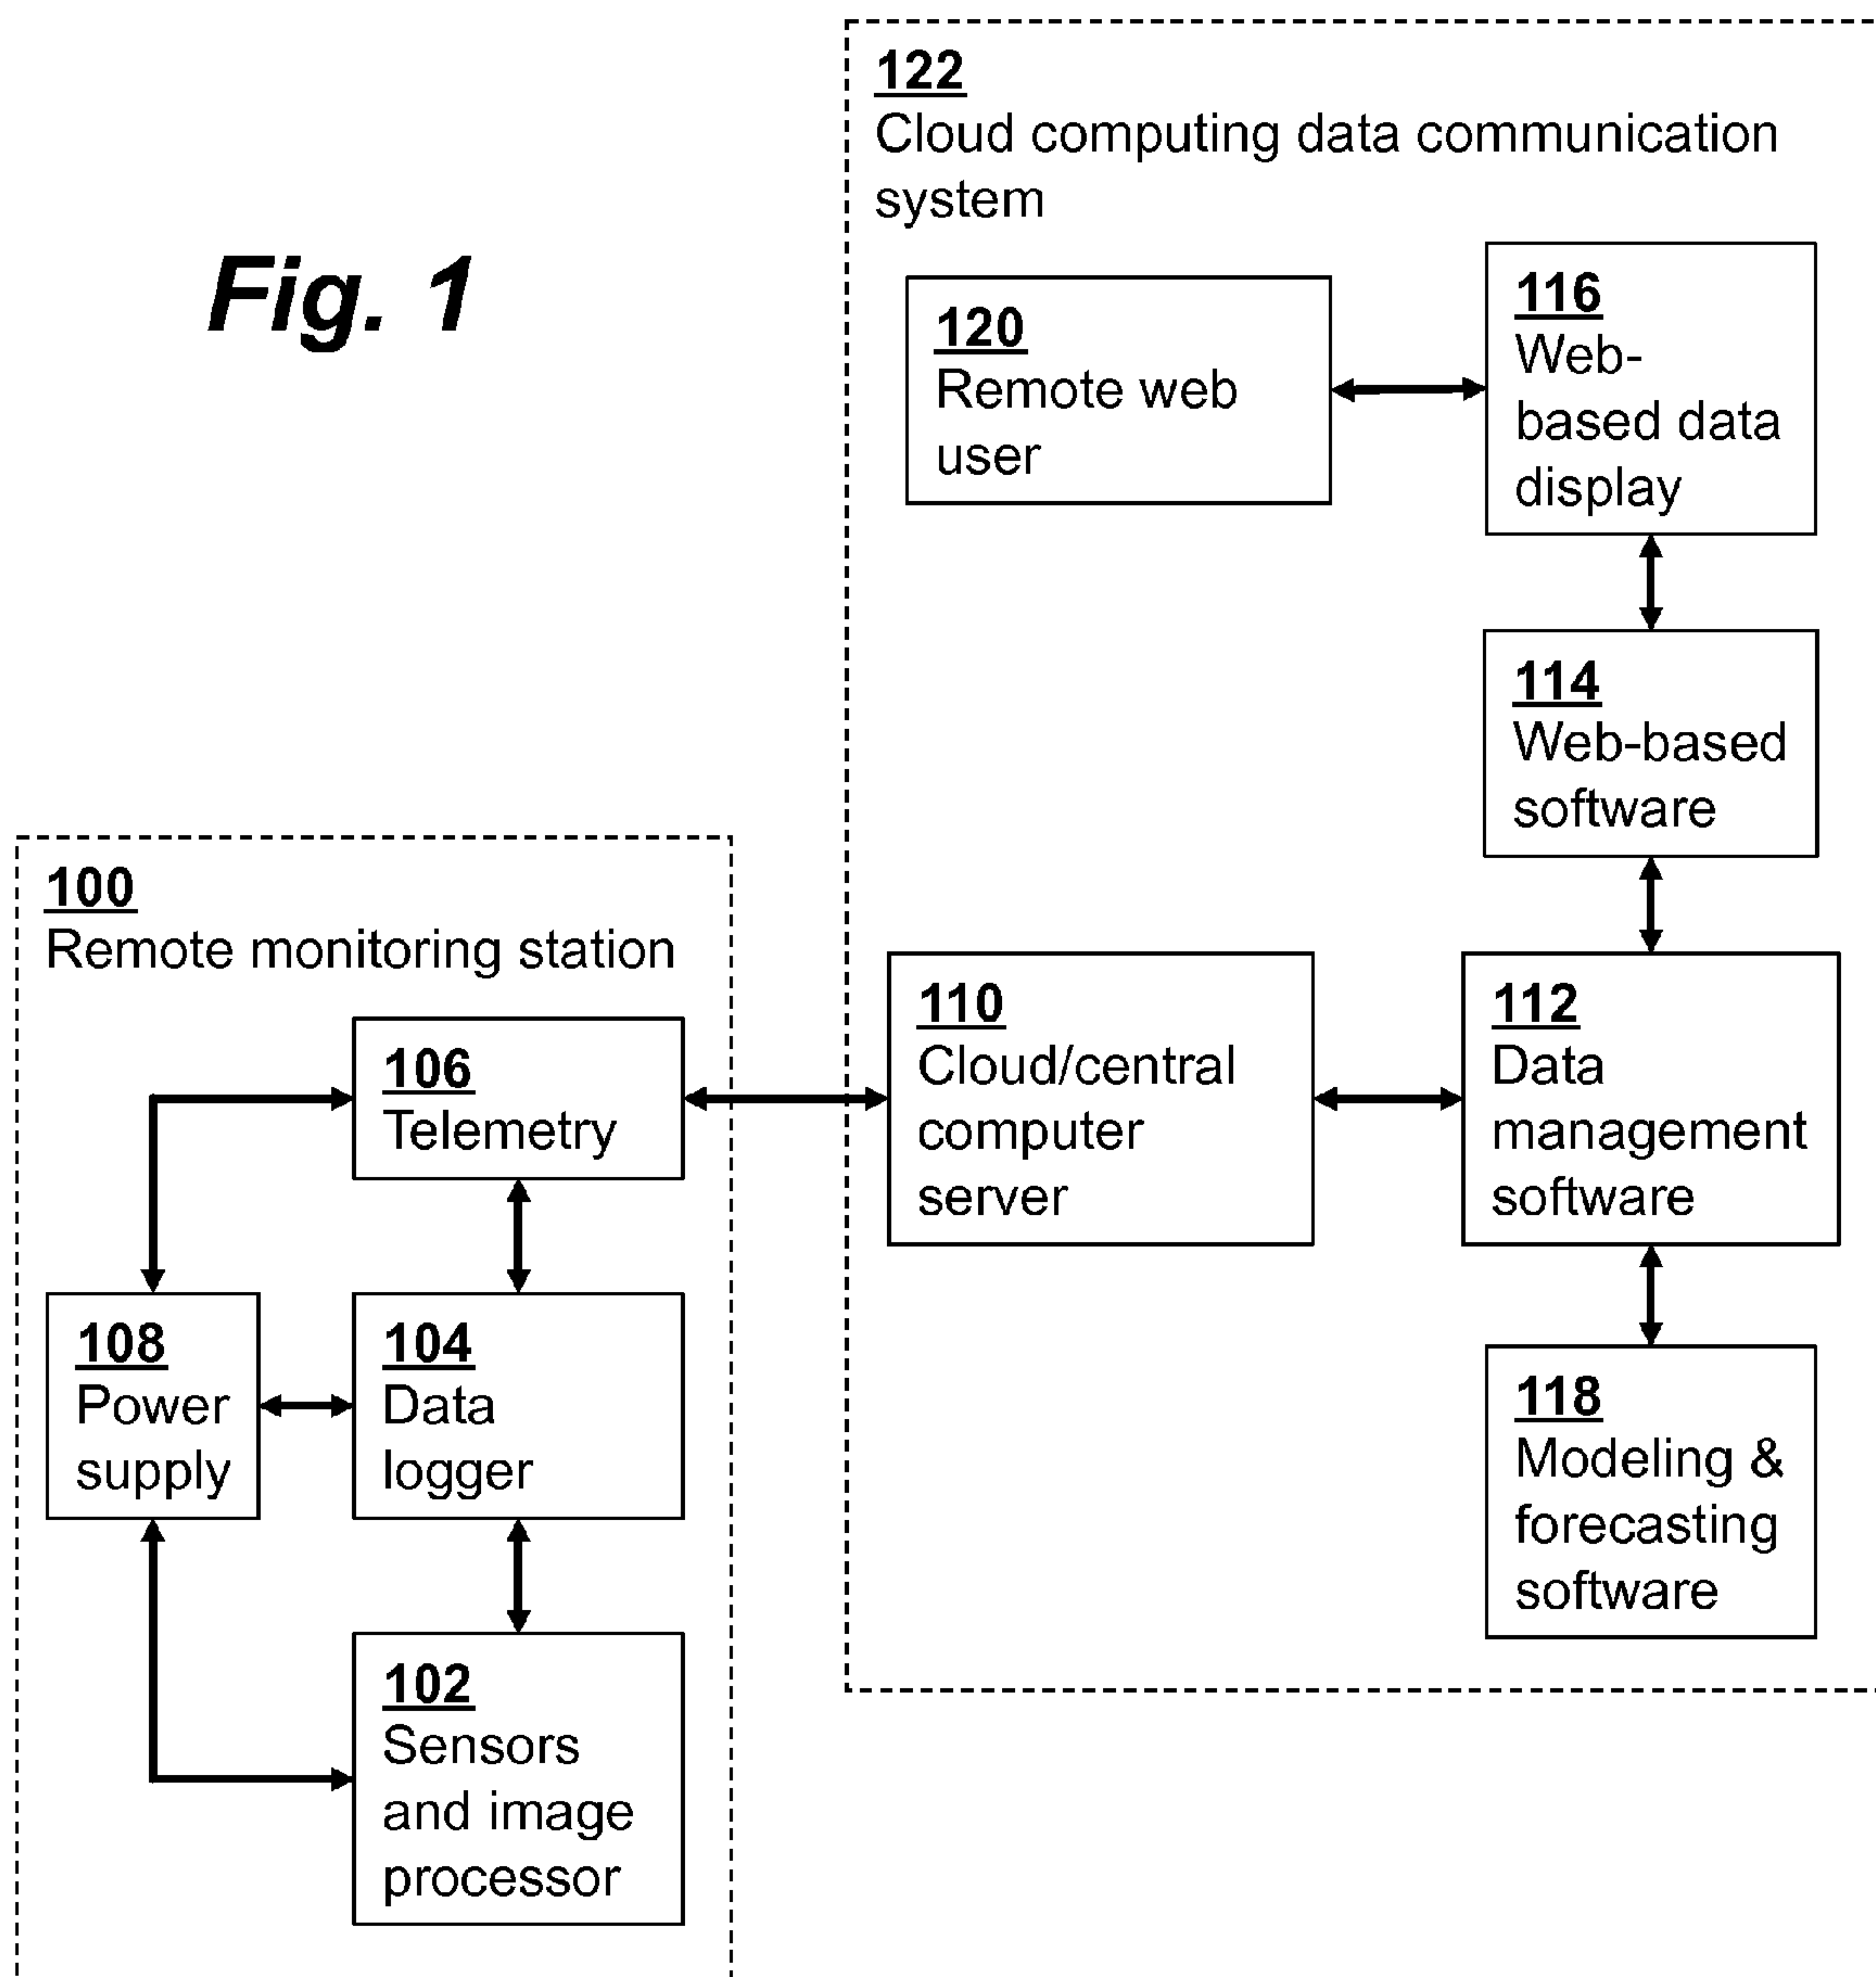 Fig. 1
122
Cloud computing data communication
system
120
Remote web
user
116
Web-
based data
display
114
Web-based
software
100
Remote monitoring station
106
Telemetry
110
Cloud/central
computer
server
112
Data
management
software
108
Power
supply
104
Data
logger
118
Modeling &
forecasting
software
102
Sensors
and image
processor